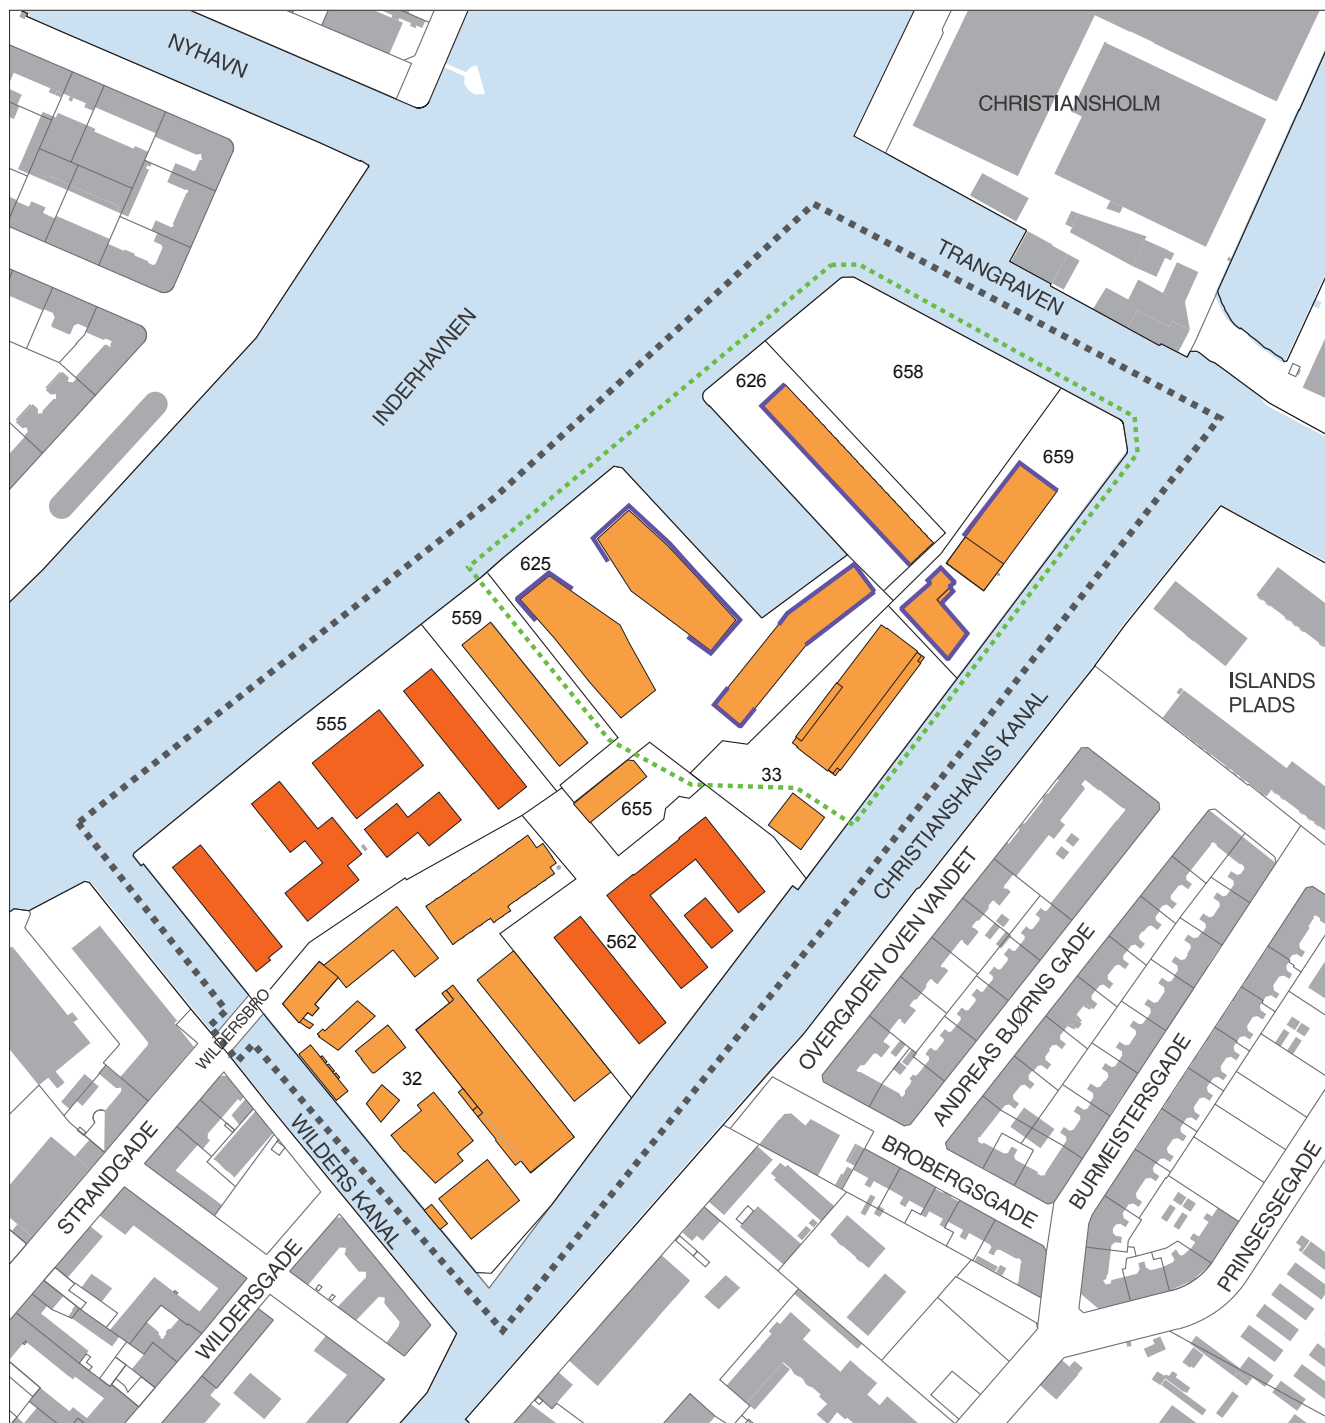 NYHAVN
CHRISTIANSHOLM
TRANGRAVEN
INDERHAVNEN
658
626
659
625
559
555
33
655
562
32
ISLANDS
PLADS
CHRISTIANSHAVNS KANAL
OVERGADEN OVEN VANDET
ANDREAS BJØRNS GADE
BURMEISTERSGADE
BROBERGSGADE
PRINSESSEGADE
WILDERSBRO
WILDERS KANAL
STRANDGADE
WILDERSGADE